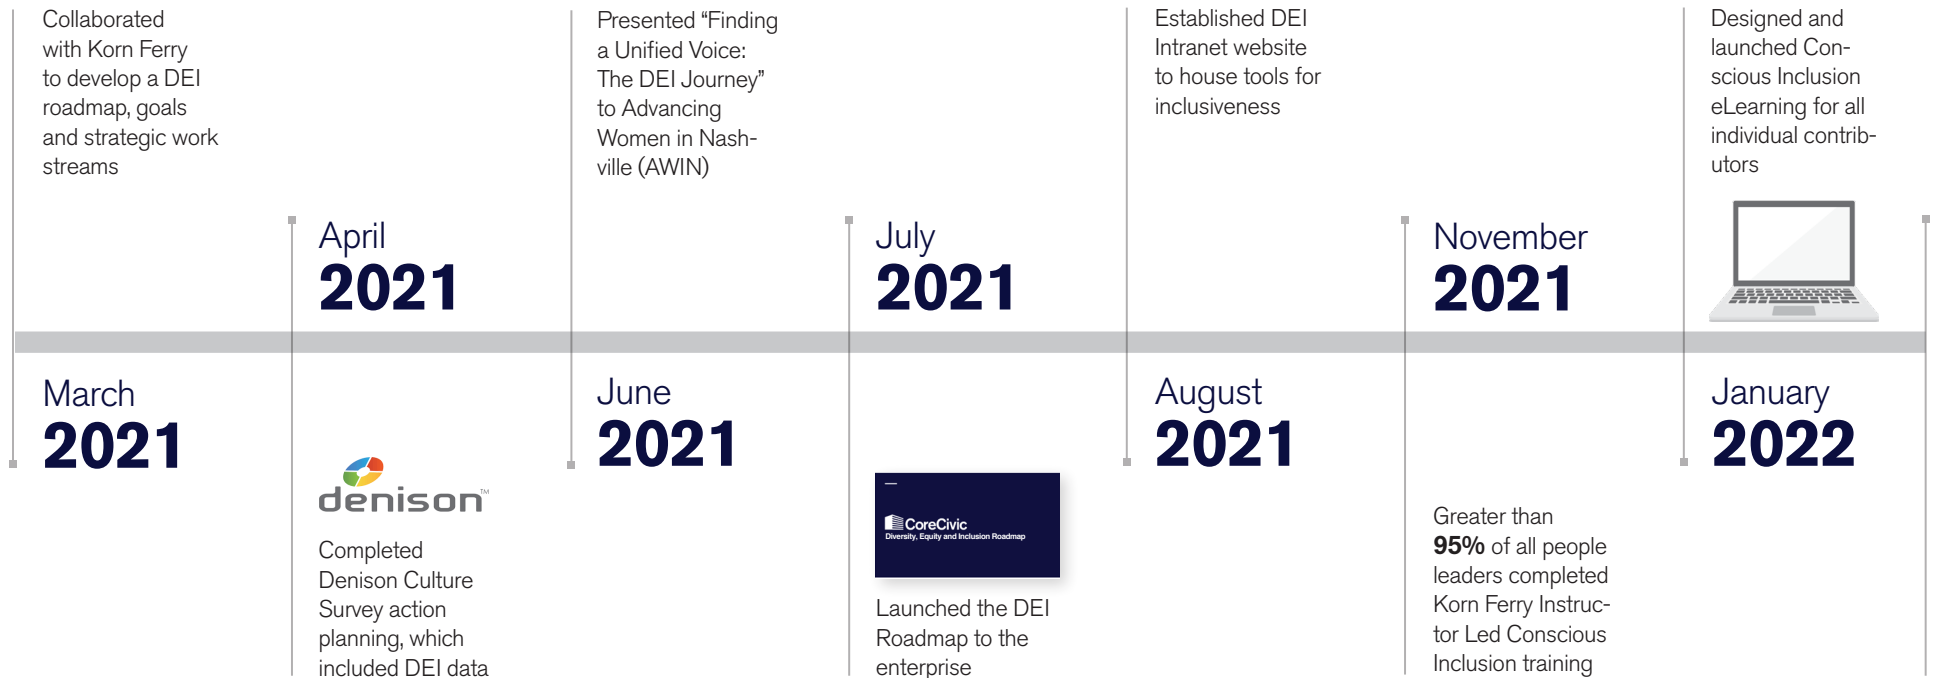 Collaborated
with Korn Ferry
to develop a DEI
roadmap, goals
and strategic work
streams
March
2021
April
2021
denison™
Completed
Denison Culture
Survey action
planning, which
included DEI data
Presented “Finding
a Unified Voice:
The DEI Journey”
to Advancing
Women in Nash-
ville (AWIN)
June
2021
July
2021
CoreCivic
Diversity, Equity and Inclusion Roadmap
Launched the DEI
Roadmap to the
enterprise
Established DEI
Intranet website
to house tools for
inclusiveness
August
2021
November
2021
Greater than
95% of all people
leaders completed
Korn Ferry Instruc-
tor Led Conscious
Inclusion training
Designed and
launched Con-
scious Inclusion
eLearning for all
individual contrib-
utors
January
2022